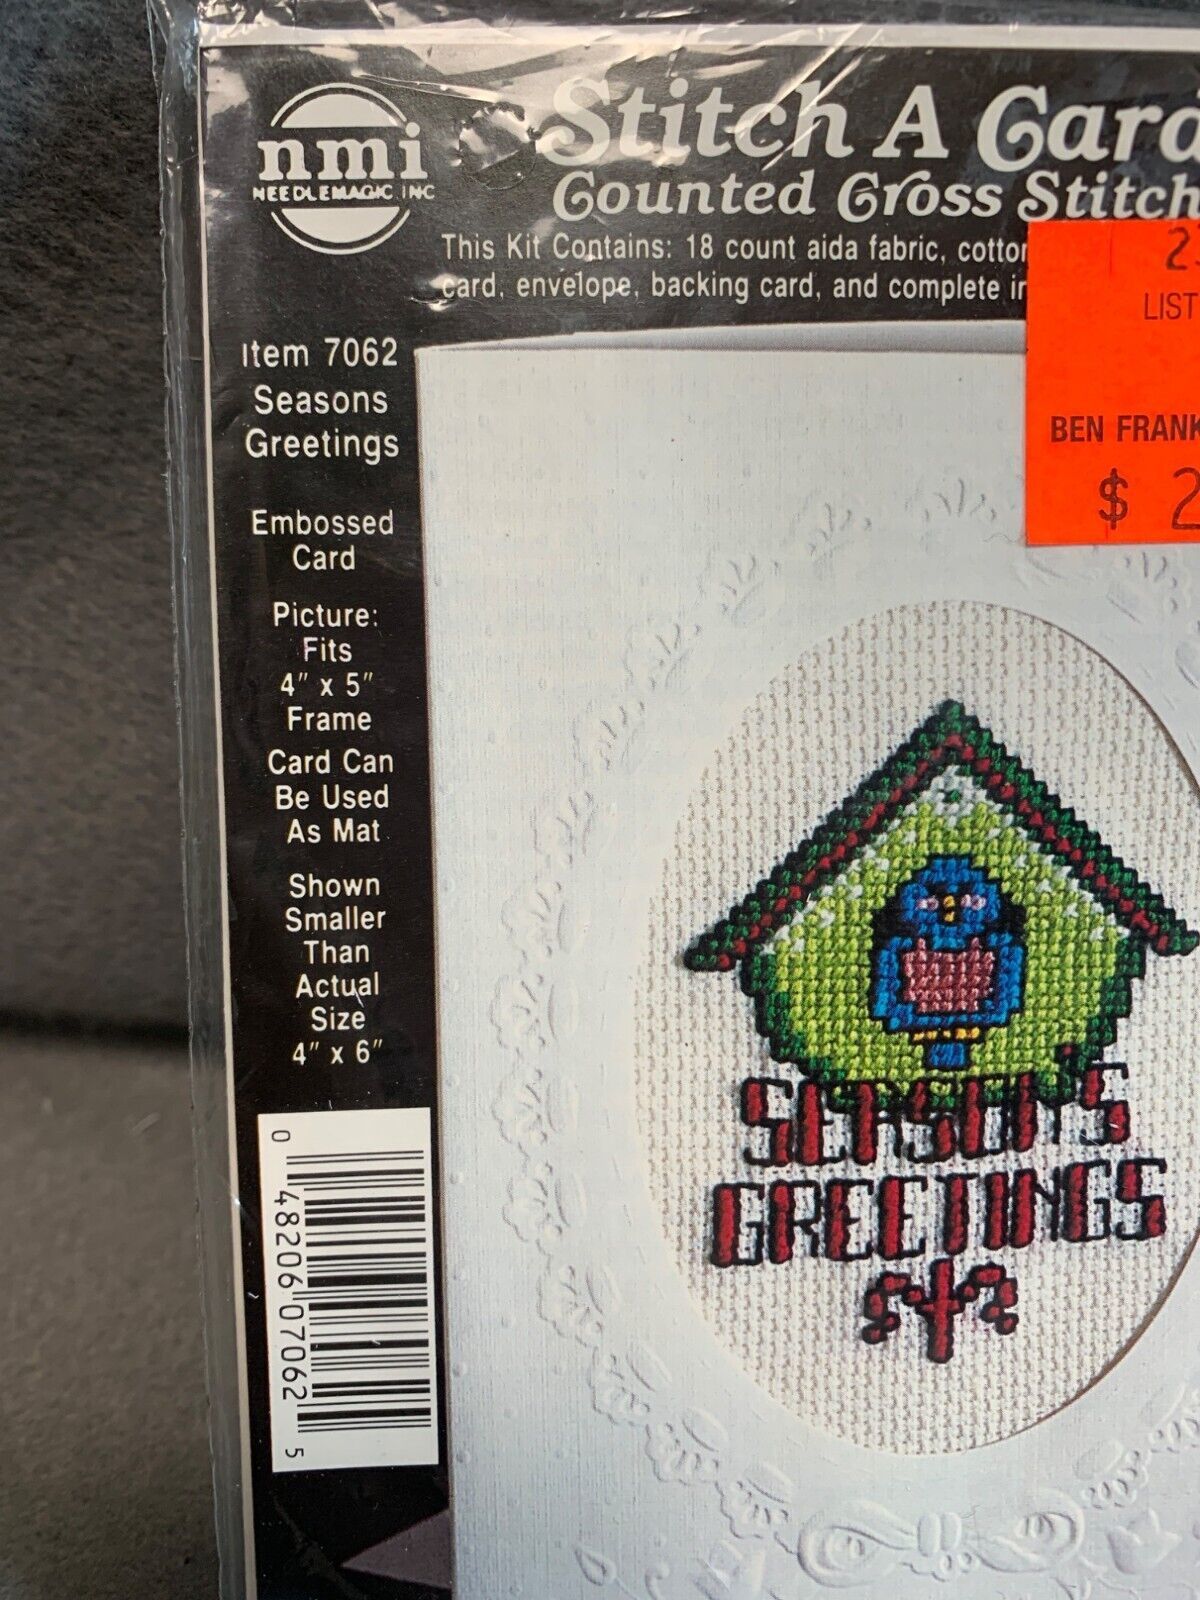 nmi
NEEDLEMAGIC, INC
Stitch A Card
Counted Cross Stitch
This Kit Contains: 18 count aida fabric, cotton
card, envelope, backing card, and complete in
LIST
BEN FRANK
$ 2
Item 7062
Seasons
Greetings
Embossed
Card
Picture:
Fits
4" x 5"
Frame
Card Can
Be Used
As Mat
Shown
Smaller
Than
Actual
Size
4" x 6"
0 48206 07062 5
SEASON'S
GREETINGS